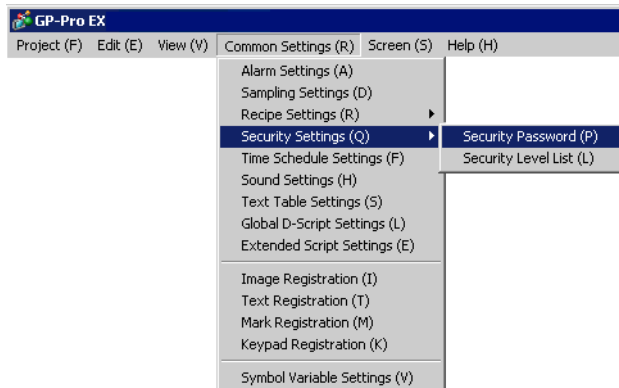 GP-Pro EX
Project (F) Edit (E) View (V) Common Settings (R) Screen (S) Help (H)
Alarm Settings (A)
Sampling Settings (D)
Recipe Settings (R)
Security Settings (Q)
Security Password (P)
Time Schedule Settings (F)
Security Level List (L)
Sound Settings (H)
Text Table Settings (S)
Global D-Script Settings (L)
Extended Script Settings (E)
Image Registration (I)
Text Registration (T)
Mark Registration (M)
Keypad Registration (K)
Symbol Variable Settings (V)